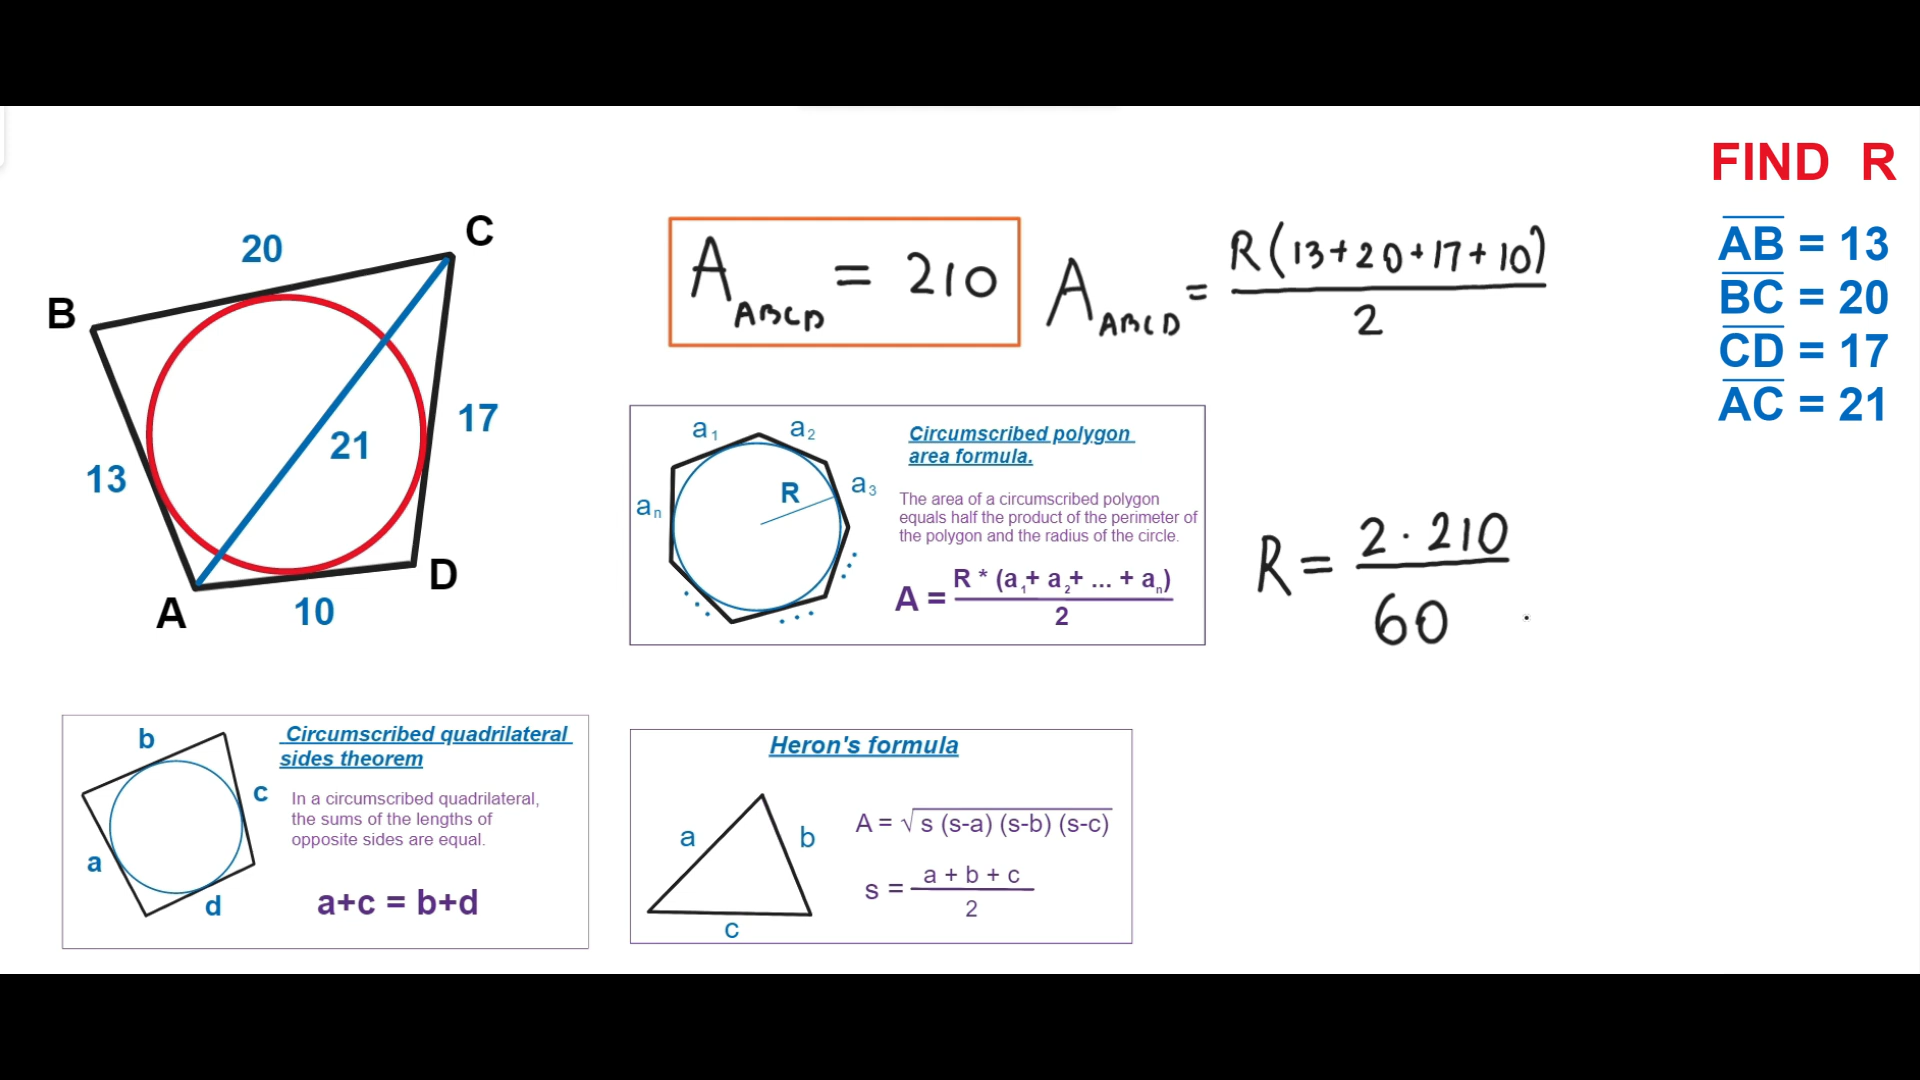 FIND R
AB = 13
BC = 20
CD = 17
AC = 21
C
20
B
17
21
13
D
A
10
A ABCD = 210
A ABCD = R(13+20+17+10) / 2
a1
a2
a3
an
R
Circumscribed polygon
area formula.
The area of a circumscribed polygon
equals half the product of the perimeter of
the polygon and the radius of the circle.
A = R * (a1+ a2+ ... + an) / 2
R = 2 · 210 / 60
b
c
a
d
Circumscribed quadrilateral
sides theorem
In a circumscribed quadrilateral,
the sums of the lengths of
opposite sides are equal.
a+c = b+d
Heron's formula
a
b
c
A = √ s (s-a) (s-b) (s-c)
s = a + b + c / 2